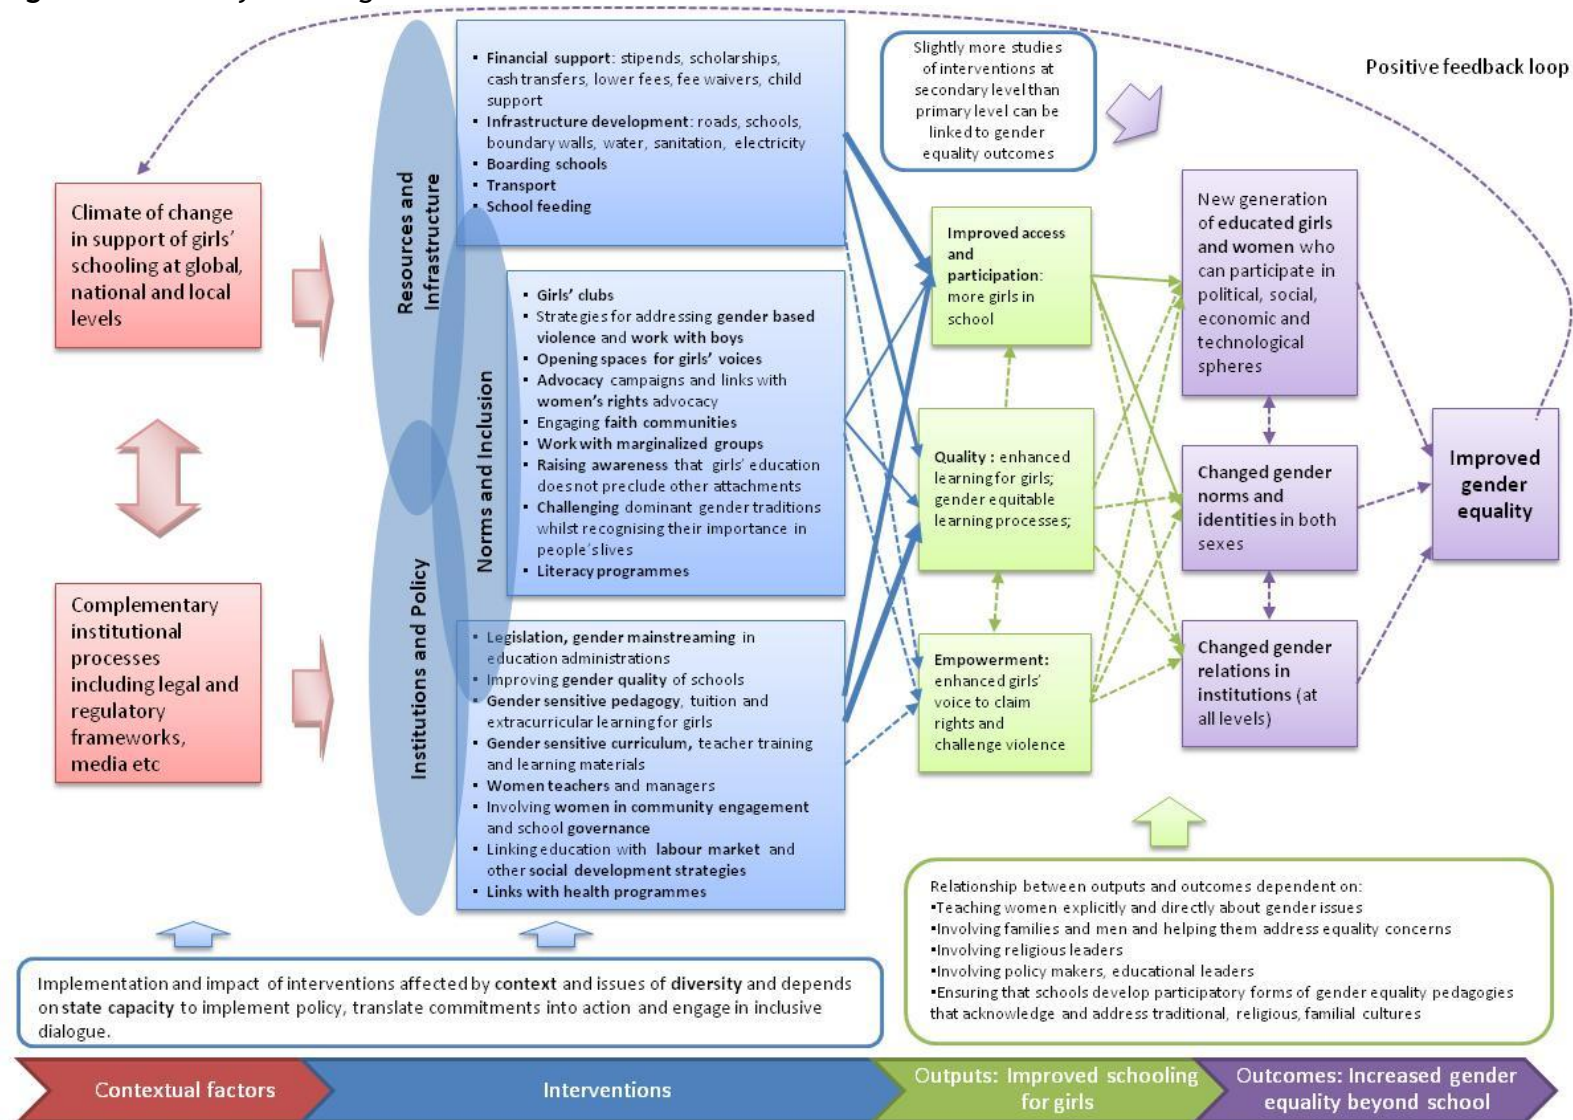 Positive feedback loop
Climate of change
in support of girls’
schooling at global,
national and local
levels
Complementary
institutional
processes
including legal and
regulatory
frameworks,
media etc
Resources and
Infrastructure
Norms and Inclusion
Institutions and Policy
▪ Financial support: stipends, scholarships,
cash transfers, lower fees, fee waivers, child
support
▪ Infrastructure development: roads, schools,
boundary walls, water, sanitation, electricity
▪ Boarding schools
▪ Transport
▪ School feeding
▪ Girls’ clubs
▪ Strategies for addressing gender based
violence and work with boys
▪ Opening spaces for girls’ voices
▪ Advocacy campaigns and links with
women’s rights advocacy
▪ Engaging faith communities
▪ Work with marginalized groups
▪ Raising awareness that girls’ education
does not preclude other attachments
▪ Challenging dominant gender traditions
whilst recognising their importance in
people’s lives
▪ Literacy programmes
▪ Legislation, gender mainstreaming in
education administrations
▪ Improving gender quality of schools
▪ Gender sensitive pedagogy, tuition and
extracurricular learning for girls
▪ Gender sensitive curriculum, teacher training
and learning materials
▪ Women teachers and managers
▪ Involving women in community engagement
and school governance
▪ Linking education with labour market and
other social development strategies
▪ Links with health programmes
Slightly more studies
of interventions at
secondary level than
primary level can be
linked to gender
equality outcomes
Improved access
and
participation:
more girls in
school
Quality : enhanced
learning for girls;
gender equitable
learning processes;
Empowerment:
enhanced girls’
voice to claim
rights and
challenge violence
New generation
of educated girls
and women who
can participate in
political, social,
economic and
technological
spheres
Changed gender
norms and
identities in both
sexes
Changed gender
relations in
institutions (at
all levels)
Improved
gender
equality
Implementation and impact of interventions affected by context and issues of diversity and depends
on state capacity to implement policy, translate commitments into action and engage in inclusive
dialogue.
Relationship between outputs and outcomes dependent on:
▪Teaching women explicitly and directly about gender issues
▪Involving families and men and helping them address equality concerns
▪Involving religious leaders
▪Involving policy makers, educational leaders
▪Ensuring that schools develop participatory forms of gender equality pedagogies
that acknowledge and address traditional, religious, familial cultures
Contextual factors
Interventions
Outputs: Improved schooling
for girls
Outcomes: Increased gender
equality beyond school